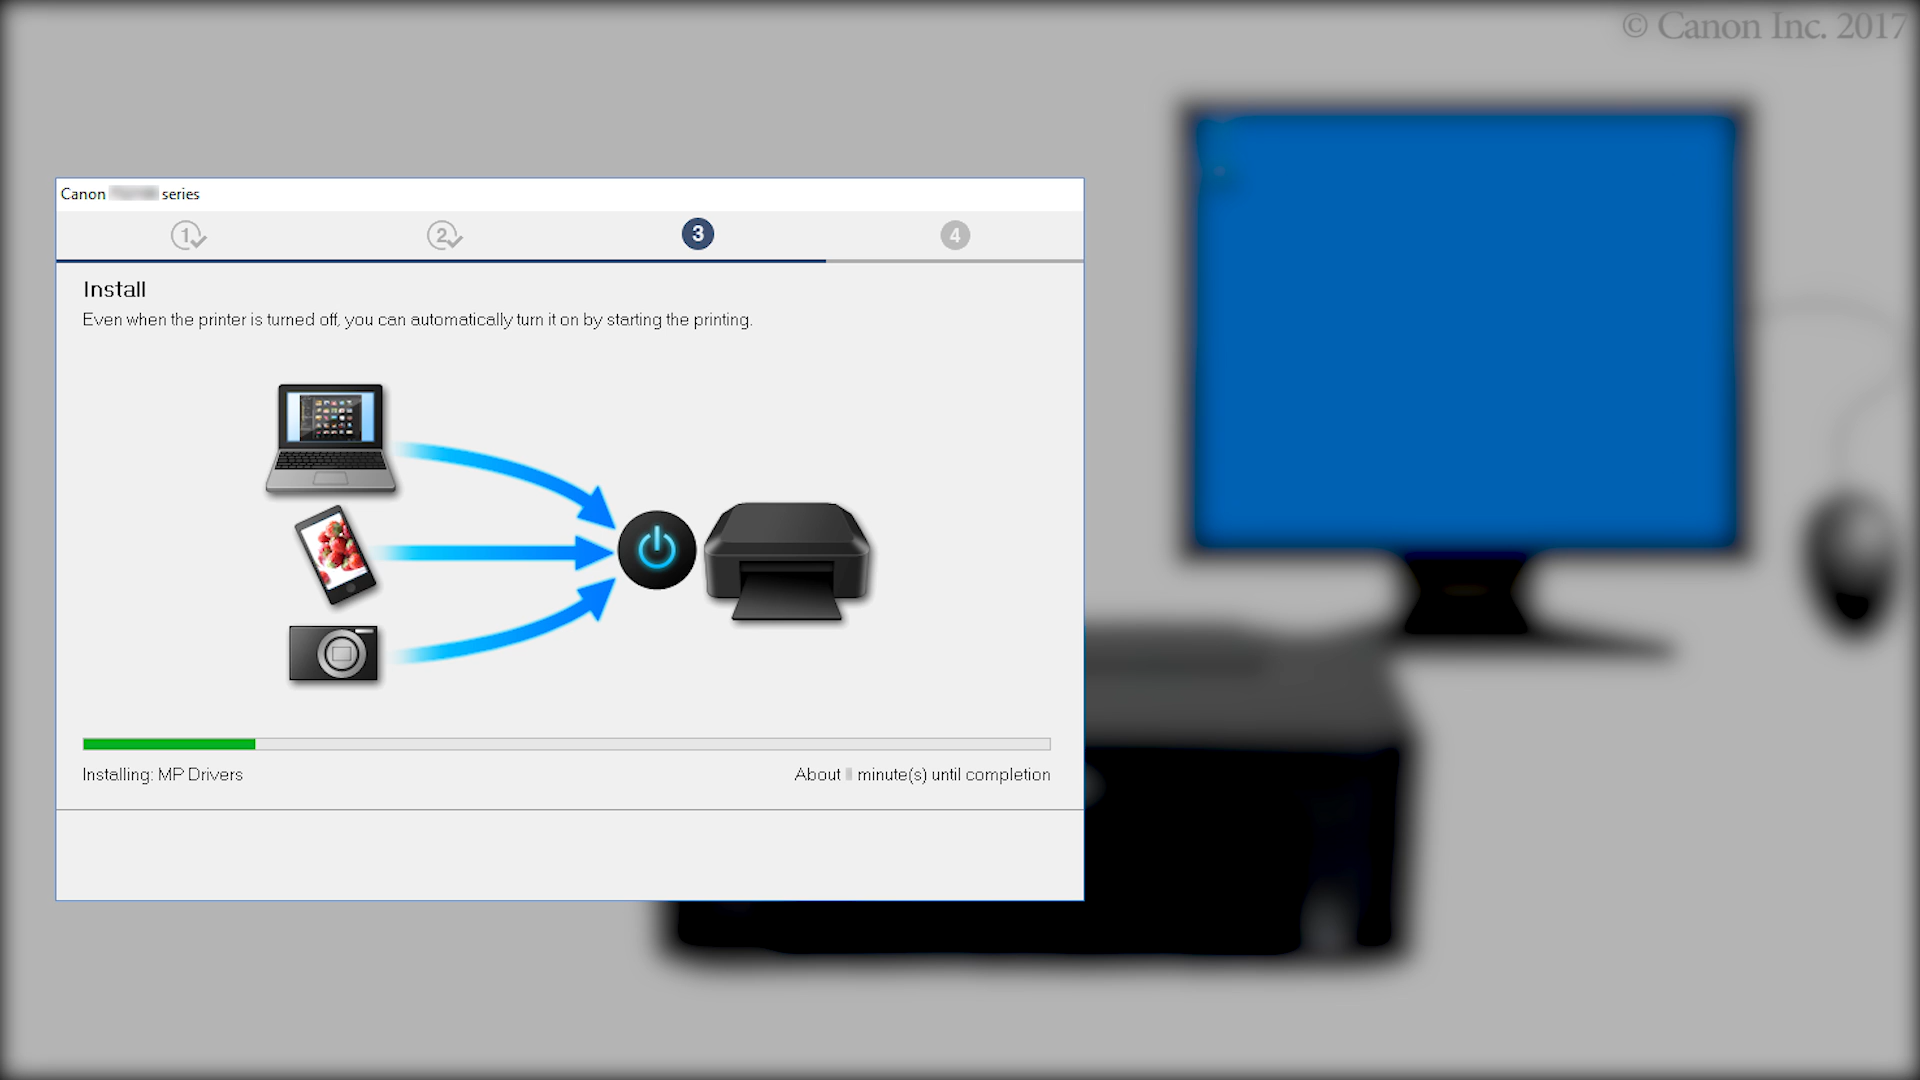 © Canon Inc. 2017
Canon series
1 2 3 4
Install
Even when the printer is turned off, you can automatically turn it on by starting the printing.
Installing: MP Drivers
About minute(s) until completion